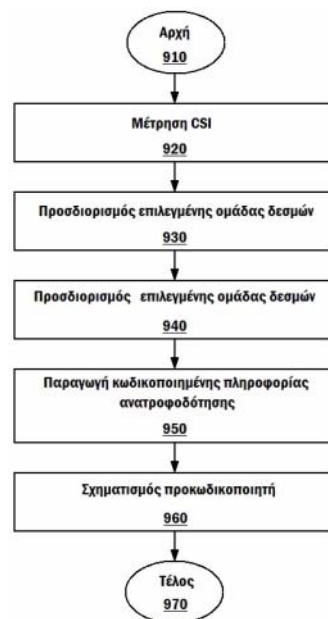 Αρχή
910
Μέτρηση CSI
920
Προσδιορισμός επιλεγμένης ομάδας δεσμών
930
Προσδιορισμός επιλεγμένης ομάδας δεσμών
940
Παραγωγή κωδικοποιημένης πληροφορίας
ανατροφοδότησης
950
Σχηματισμός προκωδικοποιητή
960
Τέλος
970